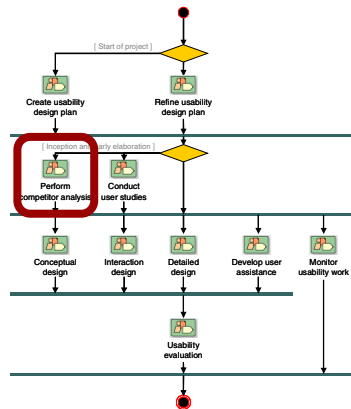 [ Start of project ]
Create usability
design plan
Refine usability
design plan
[ Inception and early elaboration ]
Perform
competitor analysis
Conduct
user studies
Conceptual
design
Interaction
design
Detailed
design
Develop user
assistance
Monitor
usability work
Usability
evaluation